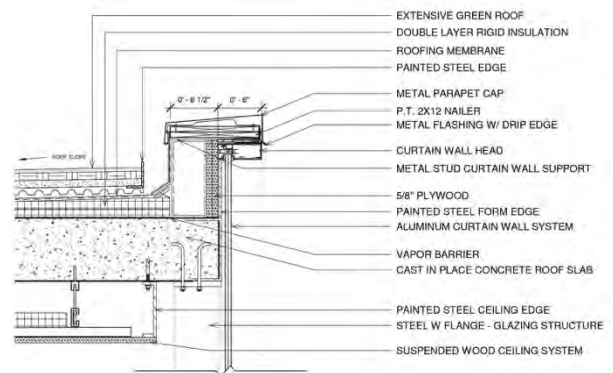 EXTENSIVE GREEN ROOF
DOUBLE LAYER RIGID INSULATION
ROOFING MEMBRANE
PAINTED STEEL EDGE
0' - 6 1/2"
0' - 6"
METAL PARAPET CAP
P.T. 2X12 NAILER
METAL FLASHING W/ DRIP EDGE
CURTAIN WALL HEAD
ROOF SLOPE
METAL STUD CURTAIN WALL SUPPORT
5/8" PLYWOOD
PAINTED STEEL FORM EDGE
ALUMINUM CURTAIN WALL SYSTEM
VAPOR BARRIER
CAST IN PLACE CONCRETE ROOF SLAB
PAINTED STEEL CEILING EDGE
STEEL W FLANGE - GLAZING STRUCTURE
SUSPENDED WOOD CEILING SYSTEM